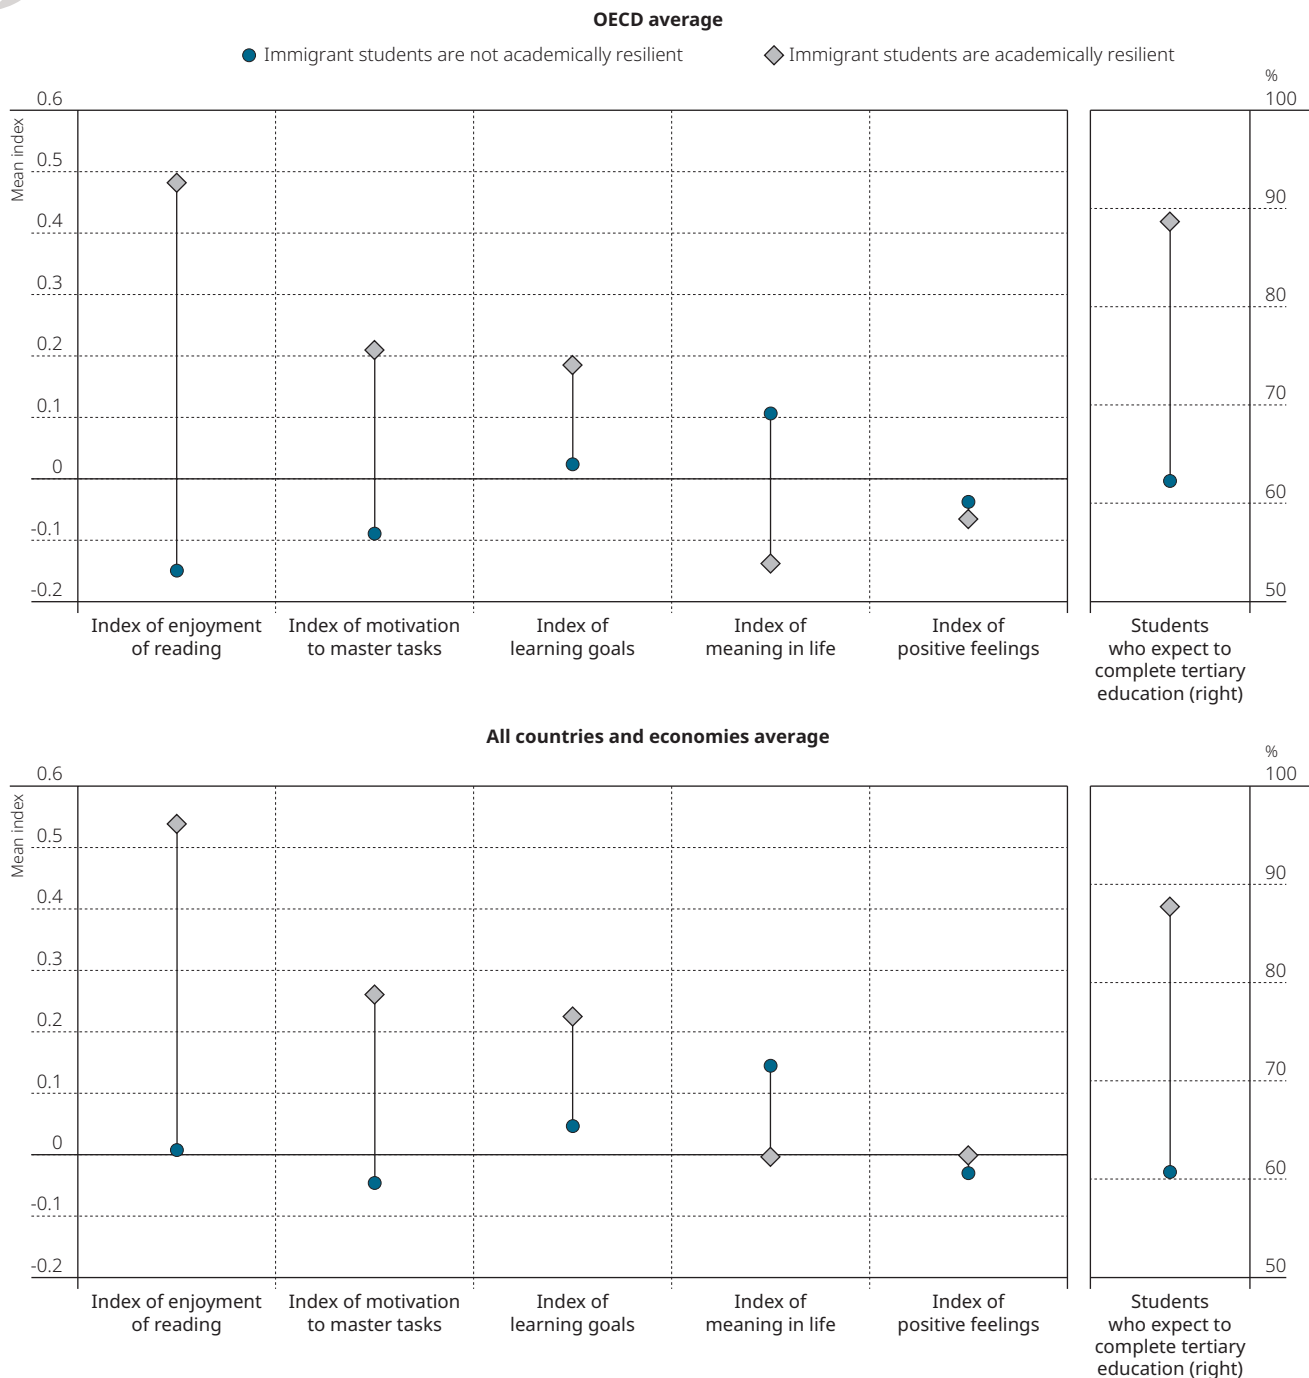 OECD average
Immigrant students are not academically resilient
Immigrant students are academically resilient
%
0.6
100
Mean index
0.5
90
0.4
0.3
80
0.2
70
0.1
0
60
-0.1
-0.2
50
Index of enjoyment
of reading
Index of motivation
to master tasks
Index of
learning goals
Index of
meaning in life
Index of
positive feelings
Students
who expect to
complete tertiary
education (right)
All countries and economies average
%
0.6
100
Mean index
0.5
90
0.4
0.3
80
0.2
70
0.1
0
60
-0.1
-0.2
50
Index of enjoyment
of reading
Index of motivation
to master tasks
Index of
learning goals
Index of
meaning in life
Index of
positive feelings
Students
who expect to
complete tertiary
education (right)